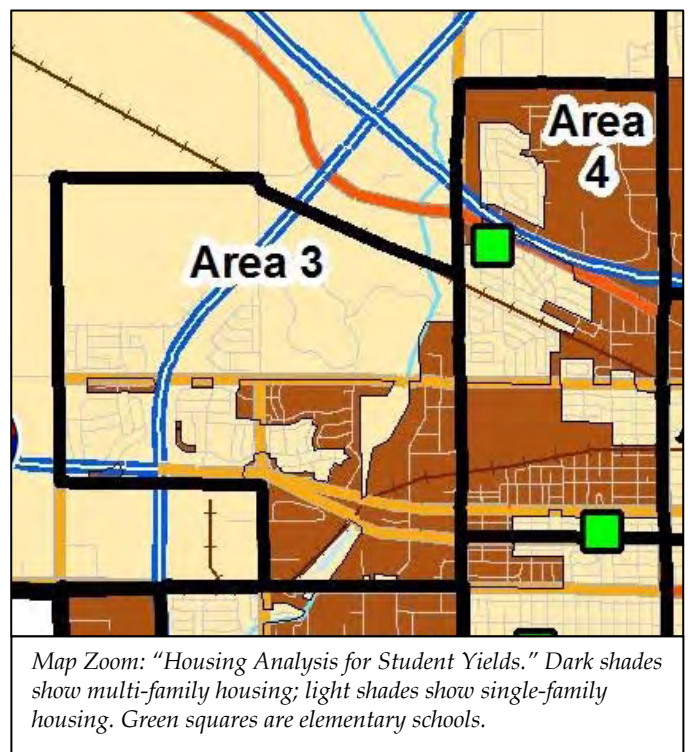 Area
4
Area 3
Map Zoom: “Housing Analysis for Student Yields.” Dark shades
show multi-family housing; light shades show single-family
housing. Green squares are elementary schools.